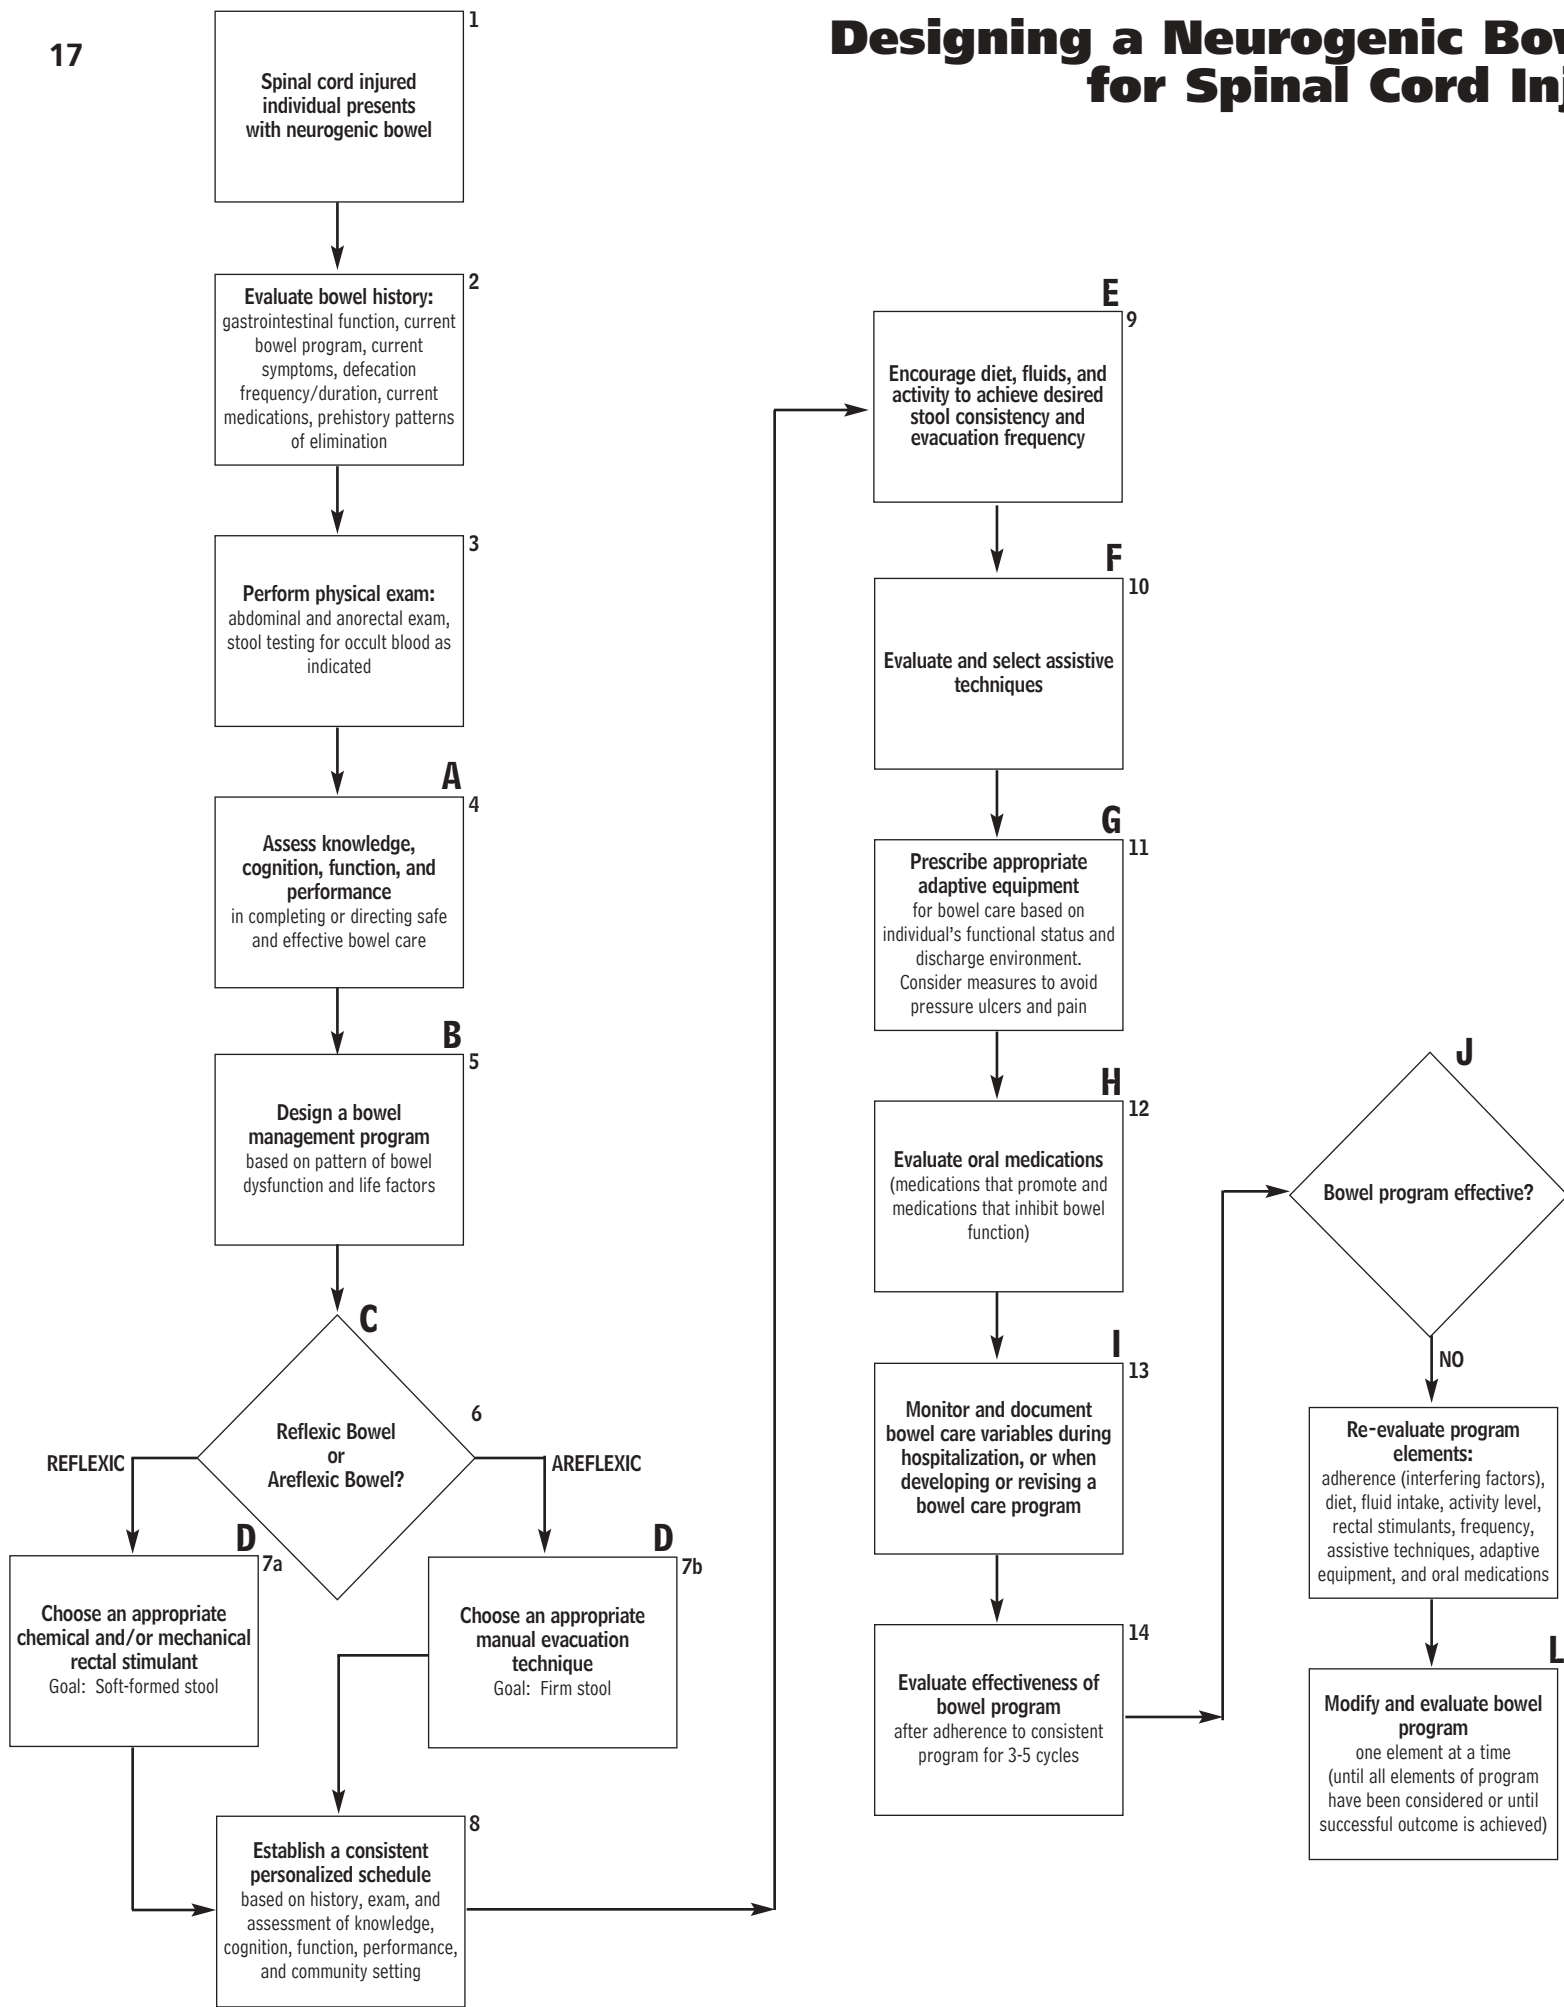 17
Designing a Neurogenic
for Spinal Cord
1
Spinal cord injured
individual presents
with neurogenic bowel
2
Evaluate bowel history:
gastrointestinal function, current
bowel program, current
symptoms, defecation
frequency/duration, current
medications, prehistory patterns
of elimination
3
Perform physical exam:
abdominal and anorectal exam,
stool testing for occult blood as
indicated
A
4
Assess knowledge,
cognition, function, and
performance
in completing or directing safe
and effective bowel care
B
5
Design a bowel
management program
based on pattern of bowel
dysfunction and life factors
C
6
Reflexic Bowel
or
Areflexic Bowel?
REFLEXIC
AREFLEXIC
D
7a
Choose an appropriate
chemical and/or mechanical
rectal stimulant
Goal: Soft-formed stool
D
7b
Choose an appropriate
manual evacuation
technique
Goal: Firm stool
8
Establish a consistent
personalized schedule
based on history, exam, and
assessment of knowledge,
cognition, function, performance,
and community setting
E
9
Encourage diet, fluids, and
activity to achieve desired
stool consistency and
evacuation frequency
F
10
Evaluate and select assistive
techniques
G
11
Prescribe appropriate
adaptive equipment
for bowel care based on
individual's functional status and
discharge environment.
Consider measures to avoid
pressure ulcers and pain
H
12
Evaluate oral medications
(medications that promote and
medications that inhibit bowel
function)
I
13
Monitor and document
bowel care variables during
hospitalization, or when
developing or revising a
bowel care program
14
Evaluate effectiveness of
bowel program
after adherence to consistent
program for 3-5 cycles
J
Bowel program effective?
NO
Re-evaluate program
elements:
adherence (interfering factors),
diet, fluid intake, activity level,
rectal stimulants, frequency,
assistive techniques, adaptive
equipment, and oral medications
L
Modify and evaluate bowel
program
one element at a time
(until all elements of program
have been considered or until
successful outcome is achieved)